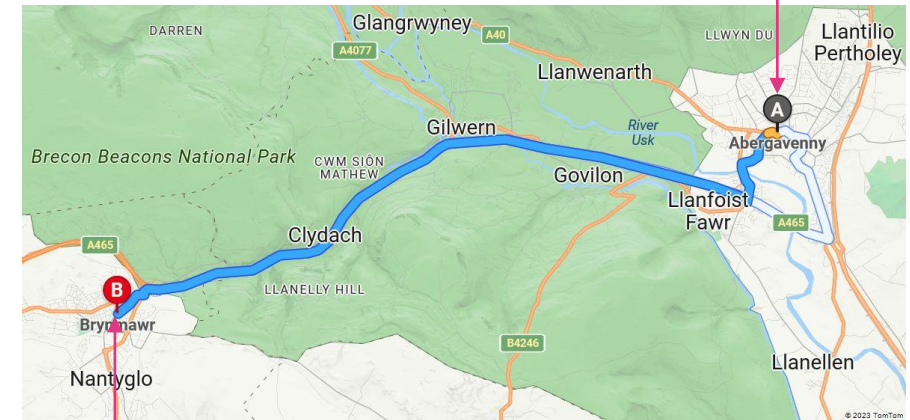 DARREN
Glangrwyney
A4077
A40
LLWYN DU
Llantilio
Pertholey
Llanwenarth
A
Abergavenny
River
Usk
Gilwern
Brecon Beacons National Park
CWM SIÔN
MATHEW
Govilon
Llanfoist
Fawr
A465
Clydach
A465
LLANELLY HILL
B
Brynmawr
B4246
Nantyglo
Llanellen
© 2023 TomTom